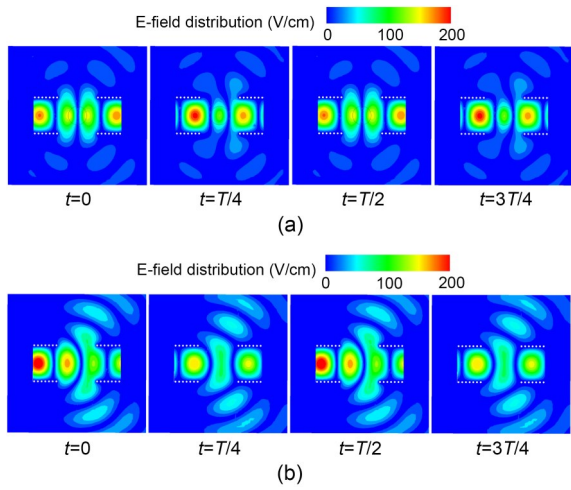 E-field distribution (V/cm)
0 100 200
t=0 t=T/4 t=T/2 t=3T/4
(a)
E-field distribution (V/cm)
0 100 200
t=0 t=T/4 t=T/2 t=3T/4
(b)